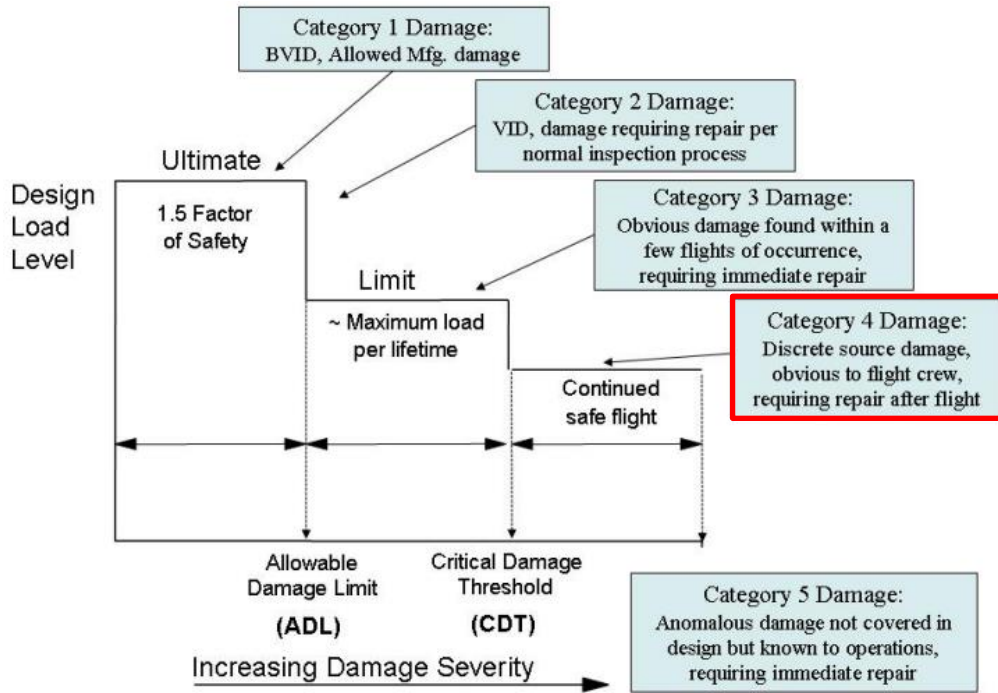 Category 1 Damage:
BVID, Allowed Mfg. damage
Category 2 Damage:
VID, damage requiring repair per
normal inspection process
Ultimate
Design
Load
Level
1.5 Factor
of Safety
Category 3 Damage:
Obvious damage found within a
few flights of occurrence,
requiring immediate repair
Limit
~ Maximum load
per lifetime
Category 4 Damage:
Discrete source damage,
obvious to flight crew,
requiring repair after flight
Continued
safe flight
Allowable
Damage Limit
(ADL)
Critical Damage
Threshold
(CDT)
Category 5 Damage:
Anomalous damage not covered in
design but known to operations,
requiring immediate repair
Increasing Damage Severity